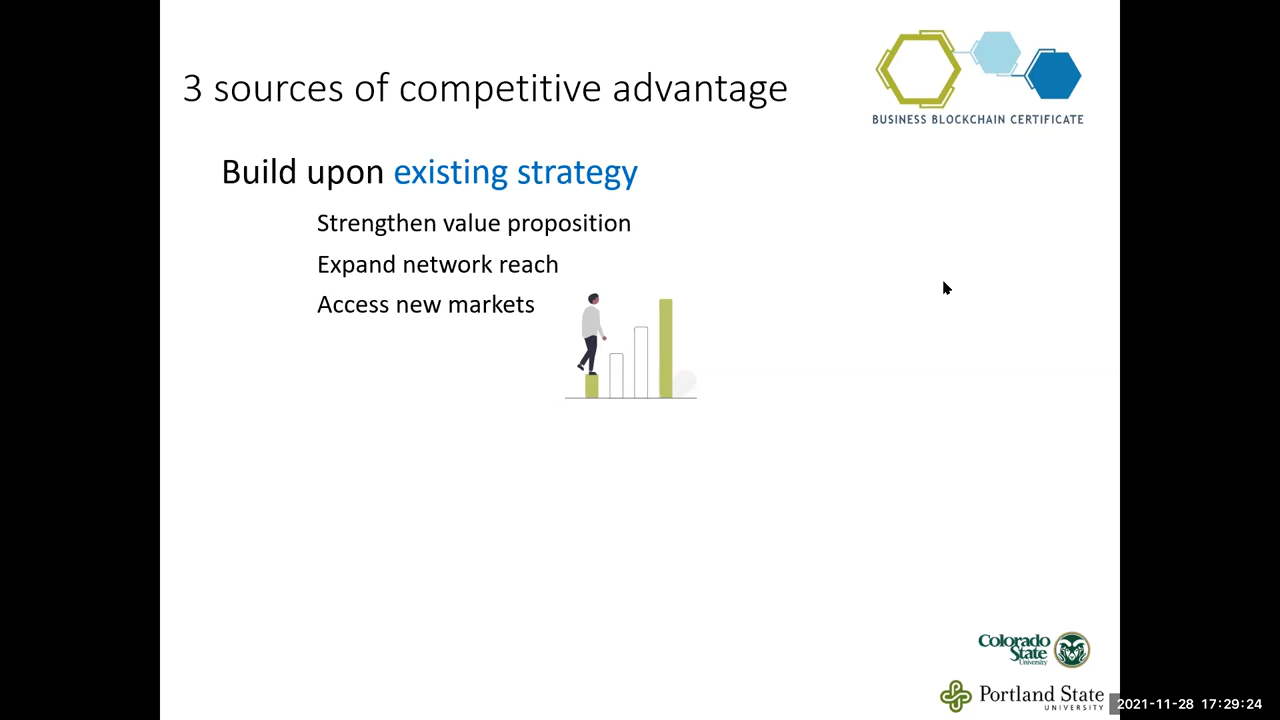 3 sources of competitive advantage
BUSINESS BLOCKCHAIN CERTIFICATE
Build upon existing strategy
Strengthen value proposition
Expand network reach
Access new markets
Colorado
State
University
Portland State
UNIVERSITY
2021-11-28 17:29:24